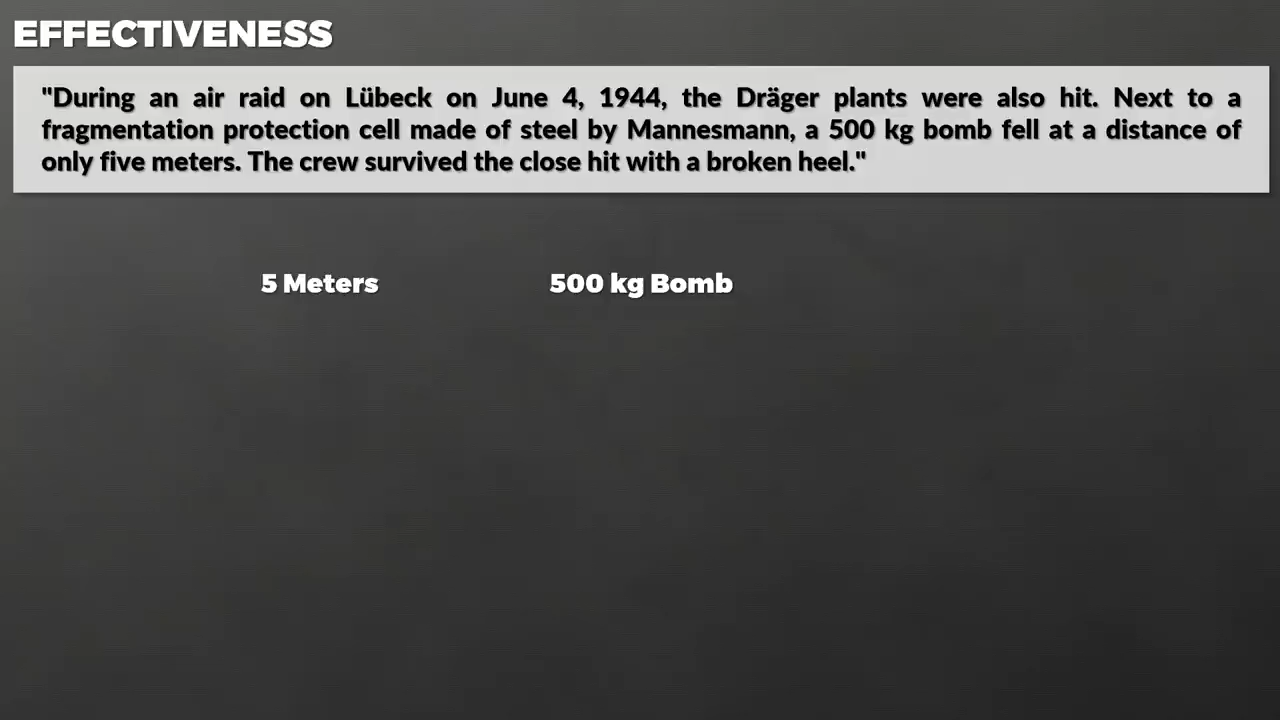 EFFECTIVENESS
"During an air raid on Lübeck on June 4, 1944, the Dräger plants were also hit. Next to a
fragmentation protection cell made of steel by Mannesmann, a 500 kg bomb fell at a distance of
only five meters. The crew survived the close hit with a broken heel."
5 Meters 500 kg Bomb